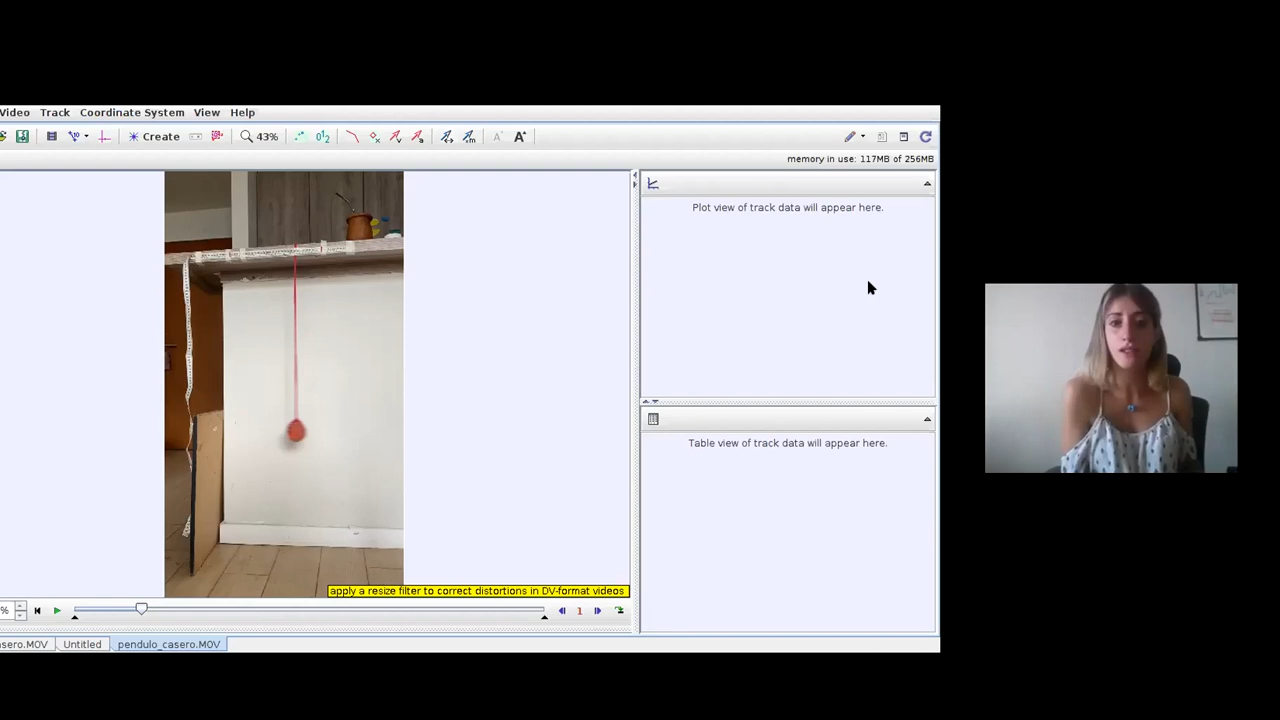 Video Track Coordinate System View Help
Create 43%
memory in use: 117MB of 256MB
Plot view of track data will appear here.
Table view of track data will appear here.
apply a resize filter to correct distortions in DV-format videos
% 1
asero.MOV Untitled pendulo_casero.MOV